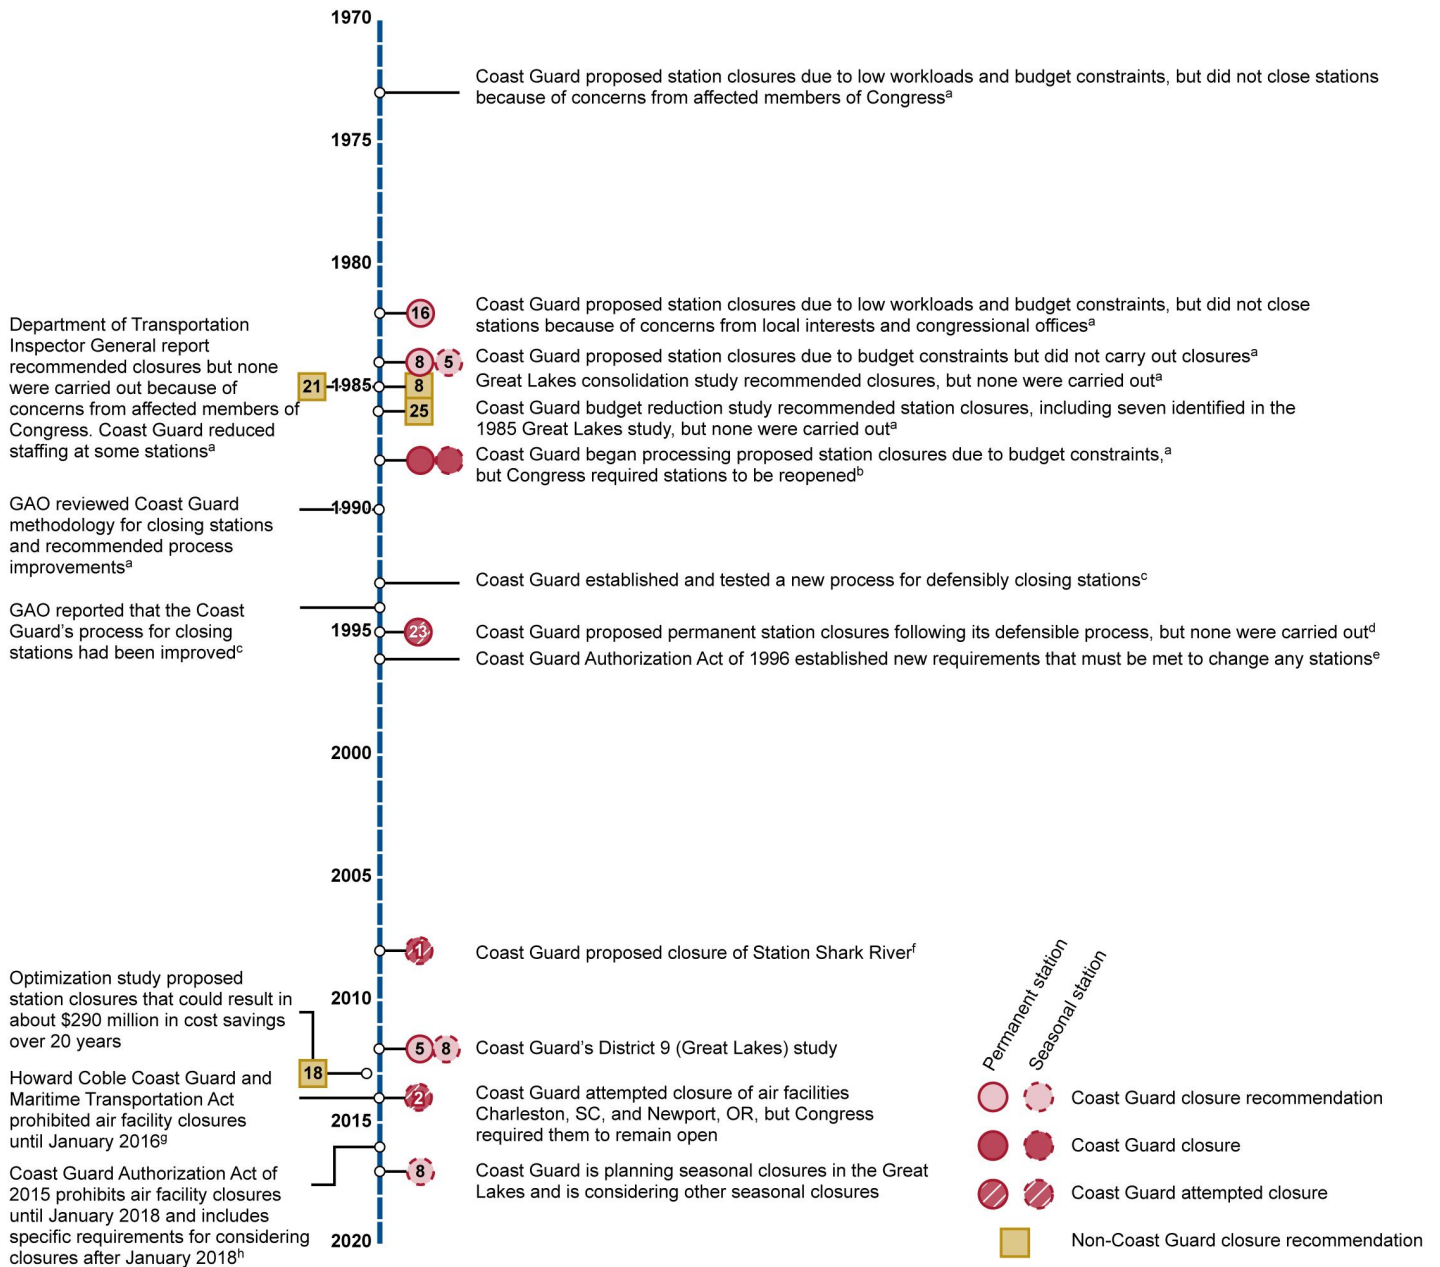 1970
Coast Guard proposed station closures due to low workloads and budget constraints, but did not close stations
because of concerns from affected members of Congressᵃ
1975
1980
Coast Guard proposed station closures due to low workloads and budget constraints, but did not close
stations because of concerns from local interests and congressional officesᵃ
16
Department of Transportation
Inspector General report
recommended closures but none
were carried out because of
concerns from affected members of
Congress. Coast Guard reduced
staffing at some stationsᵃ
8 5
Coast Guard proposed station closures due to budget constraints but did not carry out closuresᵃ
21
1985
8
Great Lakes consolidation study recommended closures, but none were carried outᵃ
25
Coast Guard budget reduction study recommended station closures, including seven identified in the
1985 Great Lakes study, but none were carried outᵃ
Coast Guard began processing proposed station closures due to budget constraints,ᵃ
but Congress required stations to be reopenedᵇ
GAO reviewed Coast Guard
methodology for closing stations
and recommended process
improvementsᵃ
1990
Coast Guard established and tested a new process for defensibly closing stationsᶜ
GAO reported that the Coast
Guard's process for closing
stations had been improvedᶜ
1995
23
Coast Guard proposed permanent station closures following its defensible process, but none were carried outᵈ
Coast Guard Authorization Act of 1996 established new requirements that must be met to change any stationsᵉ
2000
2005
1
Coast Guard proposed closure of Station Shark Riverᶠ
Optimization study proposed
station closures that could result in
about $290 million in cost savings
over 20 years
2010
18
5 8
Coast Guard's District 9 (Great Lakes) study
Howard Coble Coast Guard and
Maritime Transportation Act
prohibited air facility closures
until January 2016ᵍ
2
Coast Guard attempted closure of air facilities
Charleston, SC, and Newport, OR, but Congress
required them to remain open
2015
Coast Guard Authorization Act of
2015 prohibits air facility closures
until January 2018 and includes
specific requirements for considering
closures after January 2018ʰ
8
Coast Guard is planning seasonal closures in the Great
Lakes and is considering other seasonal closures
2020
Permanent station
Seasonal station
Coast Guard closure recommendation
Coast Guard closure
Coast Guard attempted closure
Non-Coast Guard closure recommendation